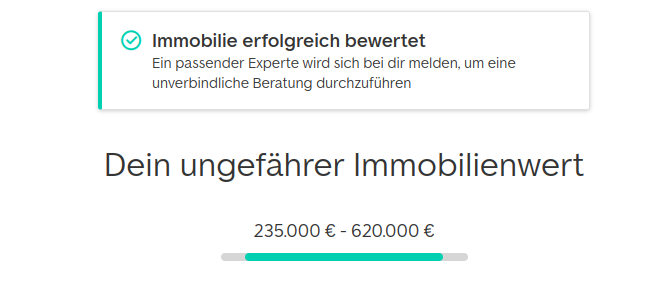 Immobilie erfolgreich bewertet
Ein passender Experte wird sich bei dir melden, um eine
unverbindliche Beratung durchzuführen
Dein ungefährer Immobilienwert
235.000 € - 620.000 €